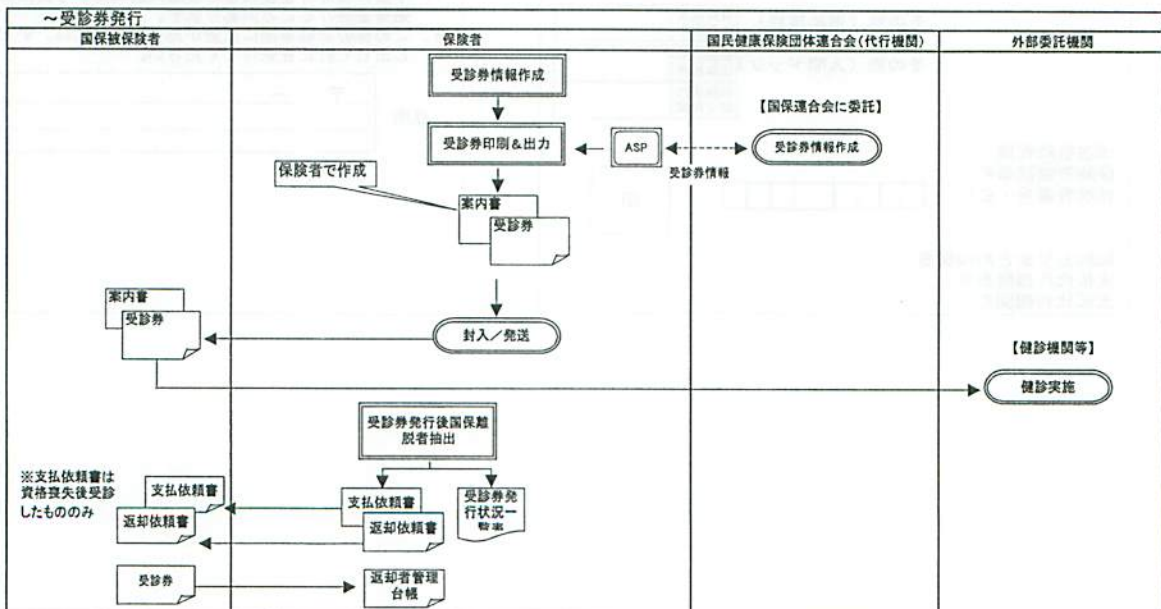 ～受診券発行
国保被保険者
保険者
国民健康保険団体連合会(代行機関)
外部委託機関
受診券情報作成
【国保連合会に委託】
受診券印刷＆出力
ASP
受診券情報作成
受診券情報
保険者で作成
案内書
受診券
案内書
受診券
封入／発送
【健診機関等】
健診実施
受診券発行後国保離
脱者抽出
※支払依頼書は
資格喪失後受診
したもののみ
支払依頼書
返却依頼書
支払依頼書
返却依頼書
受診券発
行状況一
覧表
受診券
返却者管理
台帳